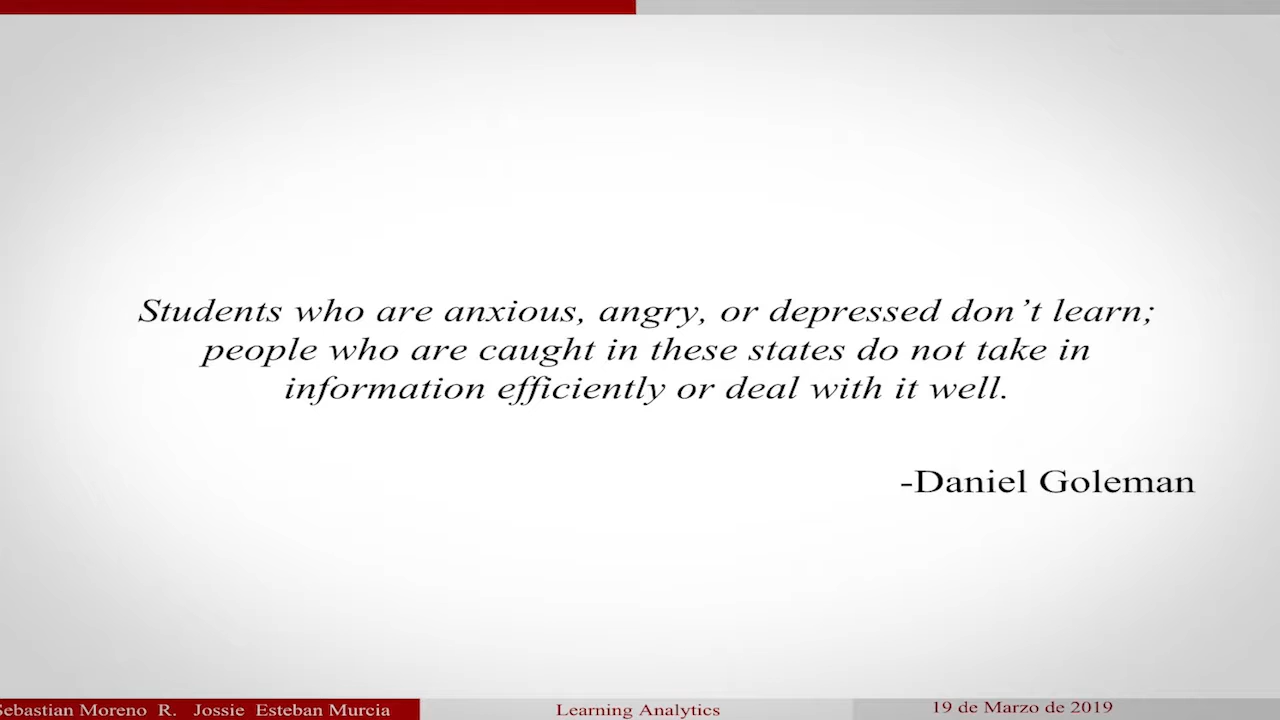 Students who are anxious, angry, or depressed don’t learn;
people who are caught in these states do not take in
information efficiently or deal with it well.
-Daniel Goleman
Sebastian Moreno R. Jossie Esteban Murcia
Learning Analytics
19 de Marzo de 2019